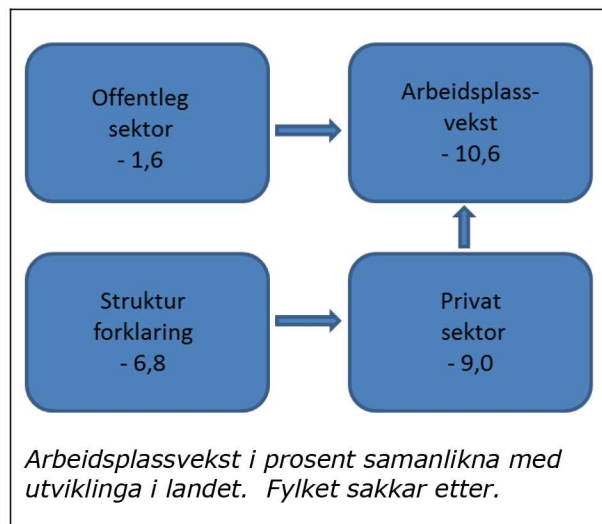 Offentleg
sektor
- 1,6
Arbeidsplass-
vekst
- 10,6
Struktur
forklaring
- 6,8
Privat
sektor
- 9,0
Arbeidsplassvekst i prosent samanlikna med
utviklinga i landet.  Fylket sakkar etter.